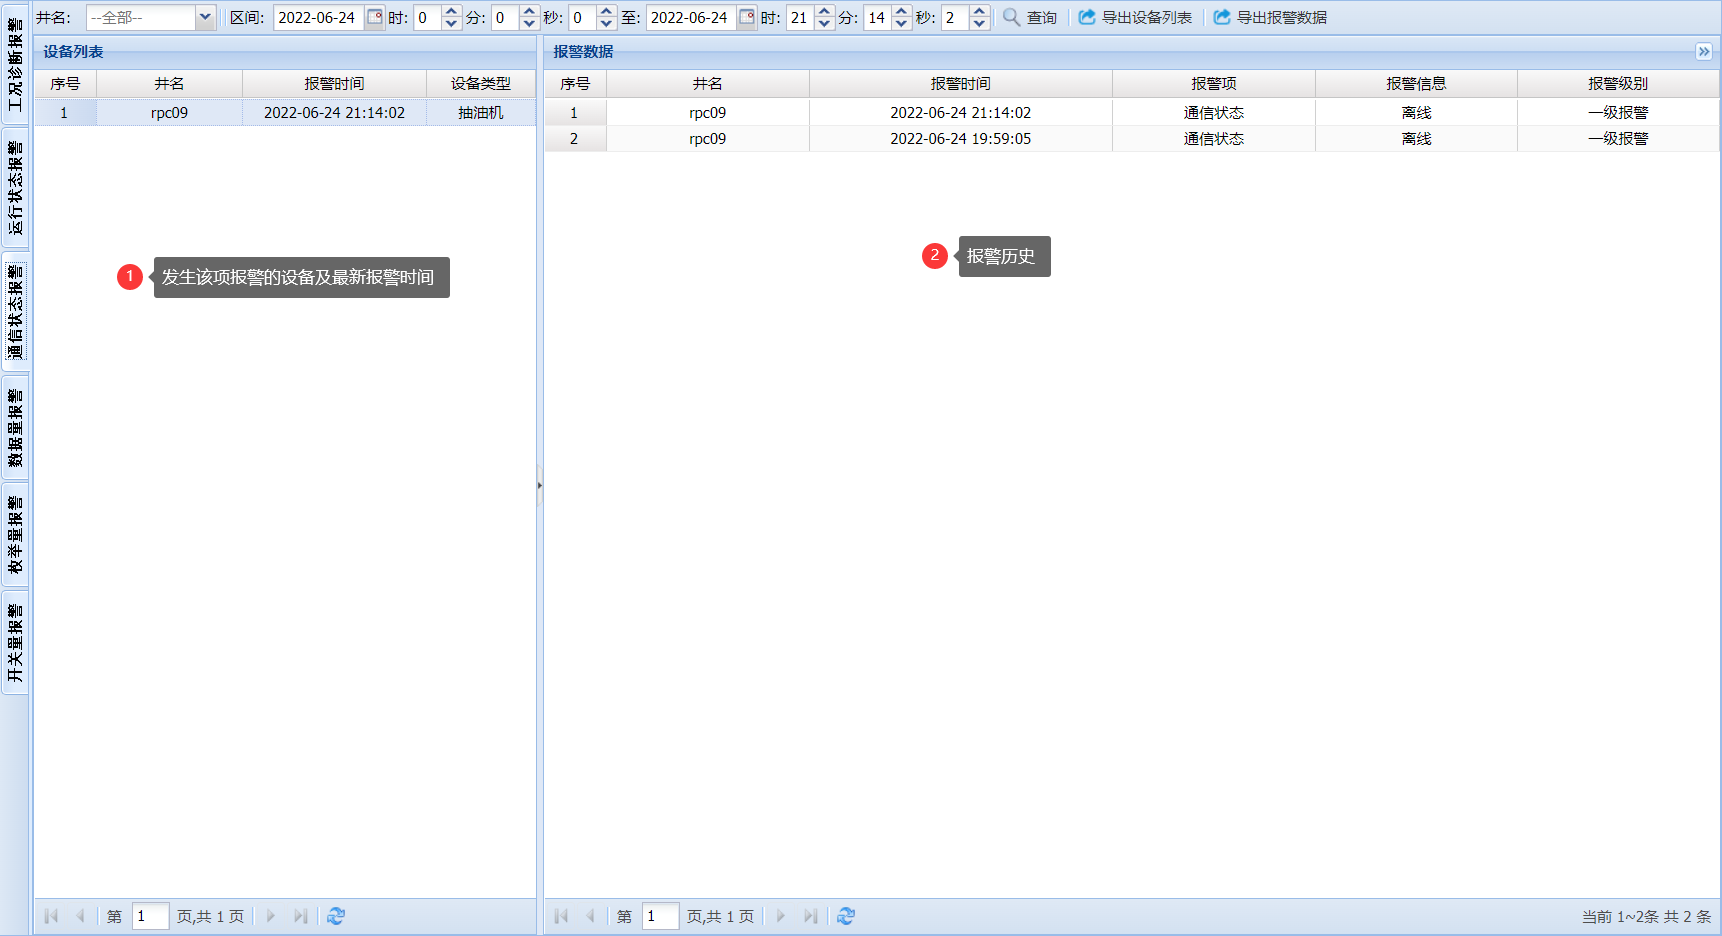 井名: --全部-- 区间: 2022-06-24 时: 0 分: 0 秒: 0 至: 2022-06-24 时: 21 分: 14 秒: 2 查询 导出设备列表 导出报警数据
工况诊断报警
运行状态报警
通信状态报警
数据量报警
枚举量报警
开关量报警
设备列表
序号 井名 报警时间 设备类型
1 rpc09 2022-06-24 21:14:02 抽油机
1 发生该项报警的设备及最新报警时间
第 1 页,共 1 页
报警数据
序号 井名 报警时间 报警项 报警信息 报警级别
1 rpc09 2022-06-24 21:14:02 通信状态 离线 一级报警
2 rpc09 2022-06-24 19:59:05 通信状态 离线 一级报警
2 报警历史
第 1 页,共 1 页
当前 1~2条 共 2 条